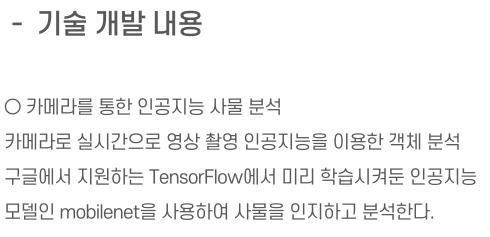 - 기술 개발 내용
○ 카메라를 통한 인공지능 사물 분석
카메라로 실시간으로 영상 촬영 인공지능을 이용한 객체 분석
구글에서 지원하는 TensorFlow에서 미리 학습시켜둔 인공지능
모델인 mobilenet을 사용하여 사물을 인지하고 분석한다.